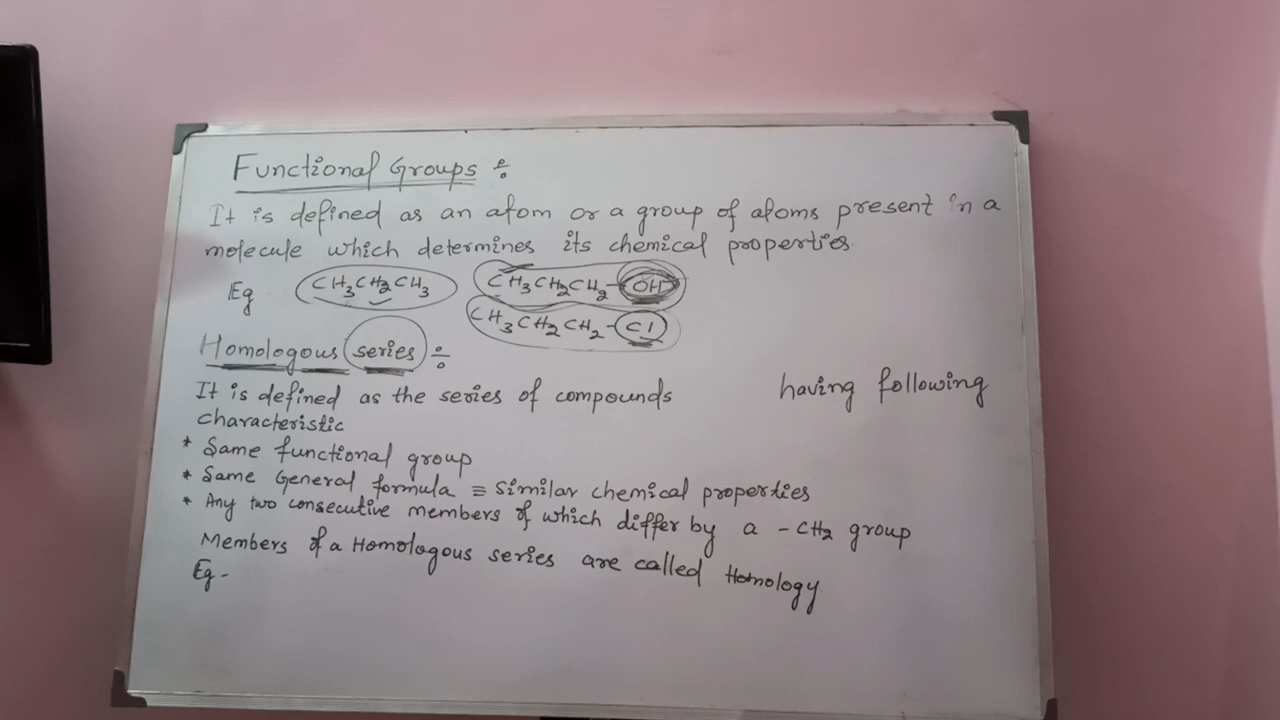 Functional Groups ÷
It is defined as an atom or a group of atoms present in a
molecule which determines its chemical properties.
Eg CH3CH2CH3 CH3CH2CH2-OH
CH3CH2CH2-Cl
Homologous series ÷
It is defined as the series of compounds having following
characteristic
* Same functional group
* Same General formula ≡ similar chemical properties
* Any two consecutive members of which differ by a -CH2 group
Members of a Homologous series are called Homology
Eg -